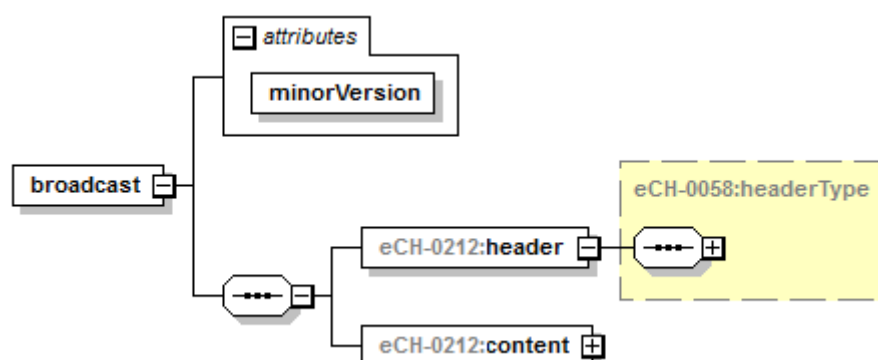 attributes
minorVersion
broadcast
eCH-0058:headerType
eCH-0212:header
eCH-0212:content